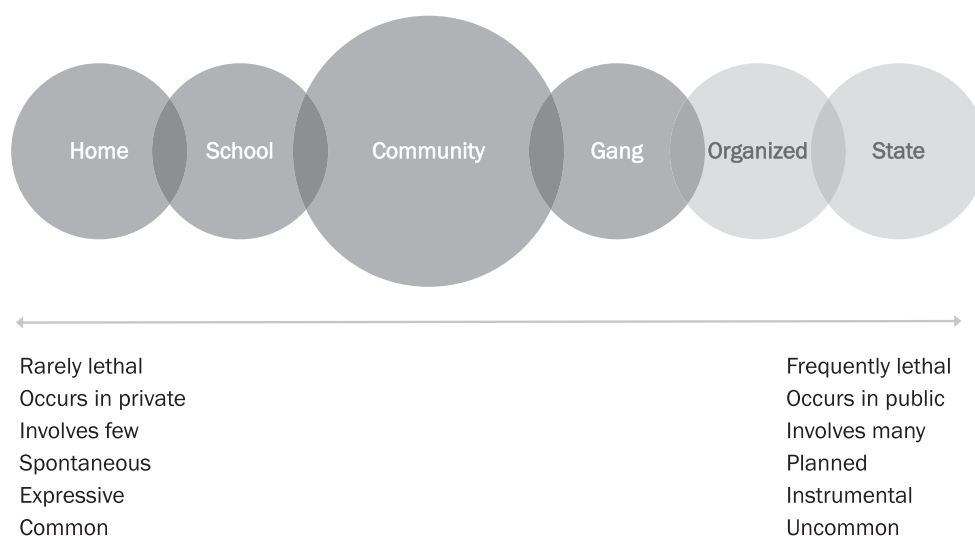 Home School Community Gang Organized State
Rarely lethal Frequently lethal
Occurs in private Occurs in public
Involves few Involves many
Spontaneous Planned
Expressive Instrumental
Common Uncommon